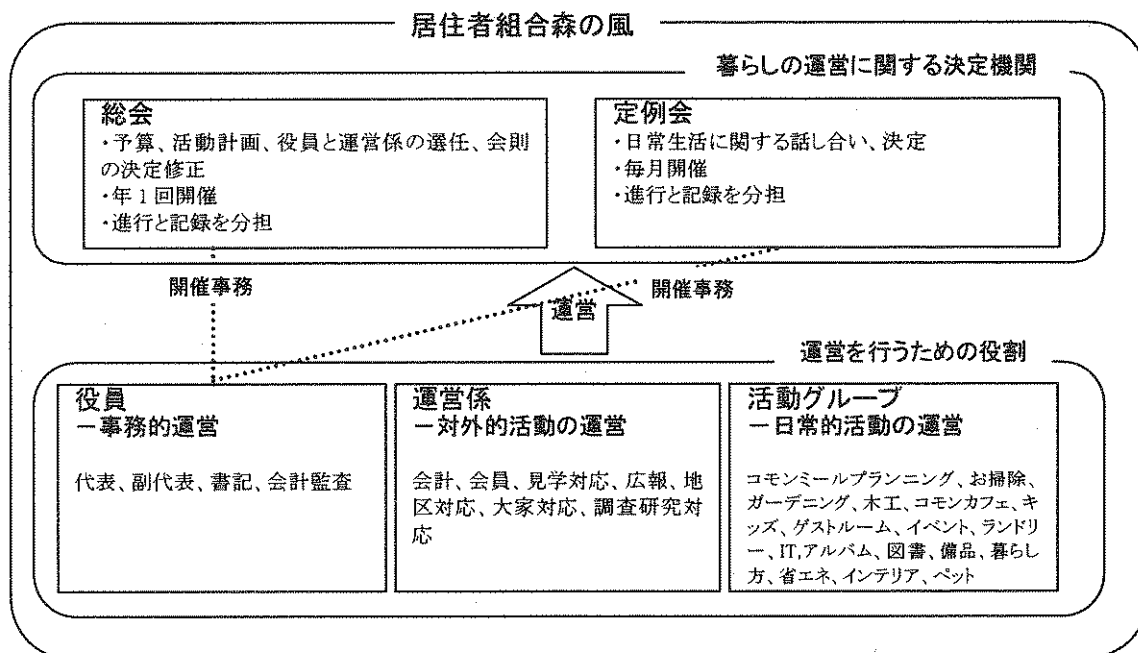 居住者組合森の風
暮らしの運営に関する決定機関
総会
・予算、活動計画、役員と運営係の選任、会則
の決定修正
・年1回開催
・進行と記録を分担
定例会
・日常生活に関する話し合い、決定
・毎月開催
・進行と記録を分担
開催事務
運営
開催事務
運営を行うための役割
役員
ー事務的運営
代表、副代表、書記、会計監査
運営係
ー対外的活動の運営
会計、会員、見学対応、広報、地
区対応、大家対応、調査研究対
応
活動グループ
ー日常的活動の運営
コモンミールプランニング、お掃除、
ガーデニング、木工、コモンカフェ、キ
ッズ、ゲストルーム、イベント、ランドリ
ー、IT,アルバム、図書、備品、暮らし
方、省エネ、インテリア、ペット